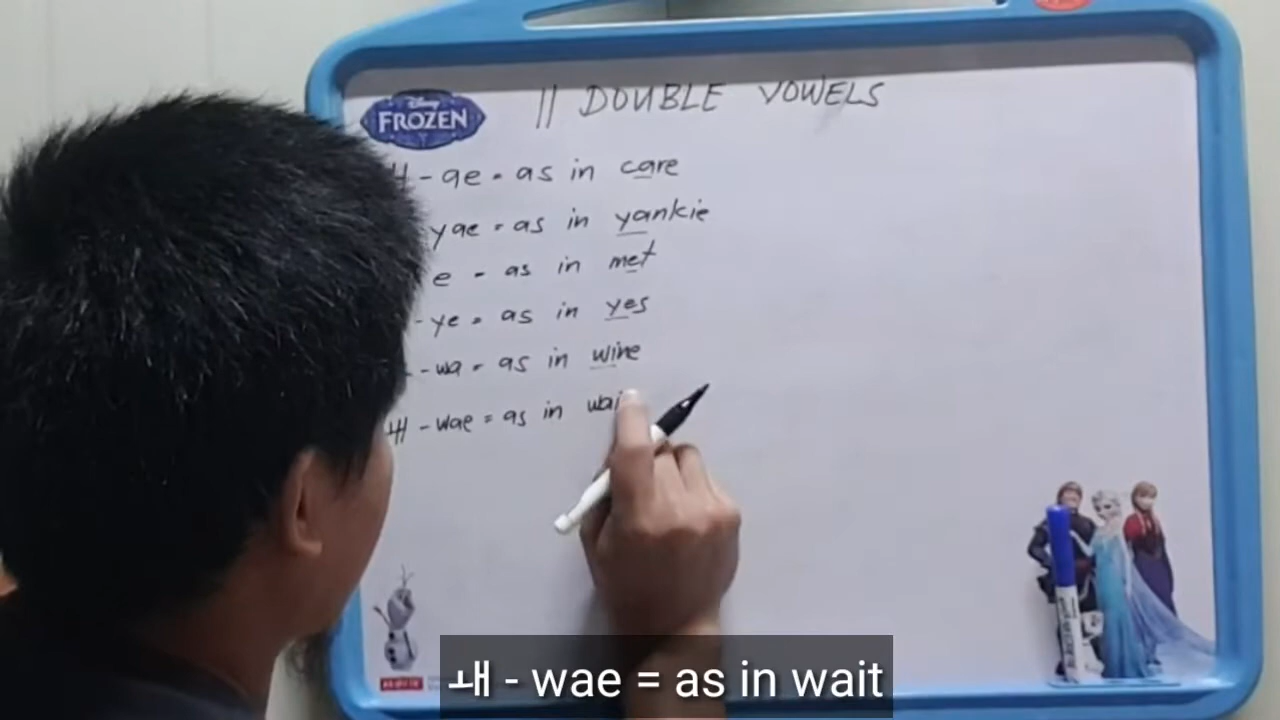 Disney
FROZEN
11 DOUBLE VOWELS
ㅐ - ae = as in care
yae = as in yankie
e - as in met
- ye = as in yes
- wa = as in wine
ㅙ - wae = as in wai
ㅙ - wae = as in wait